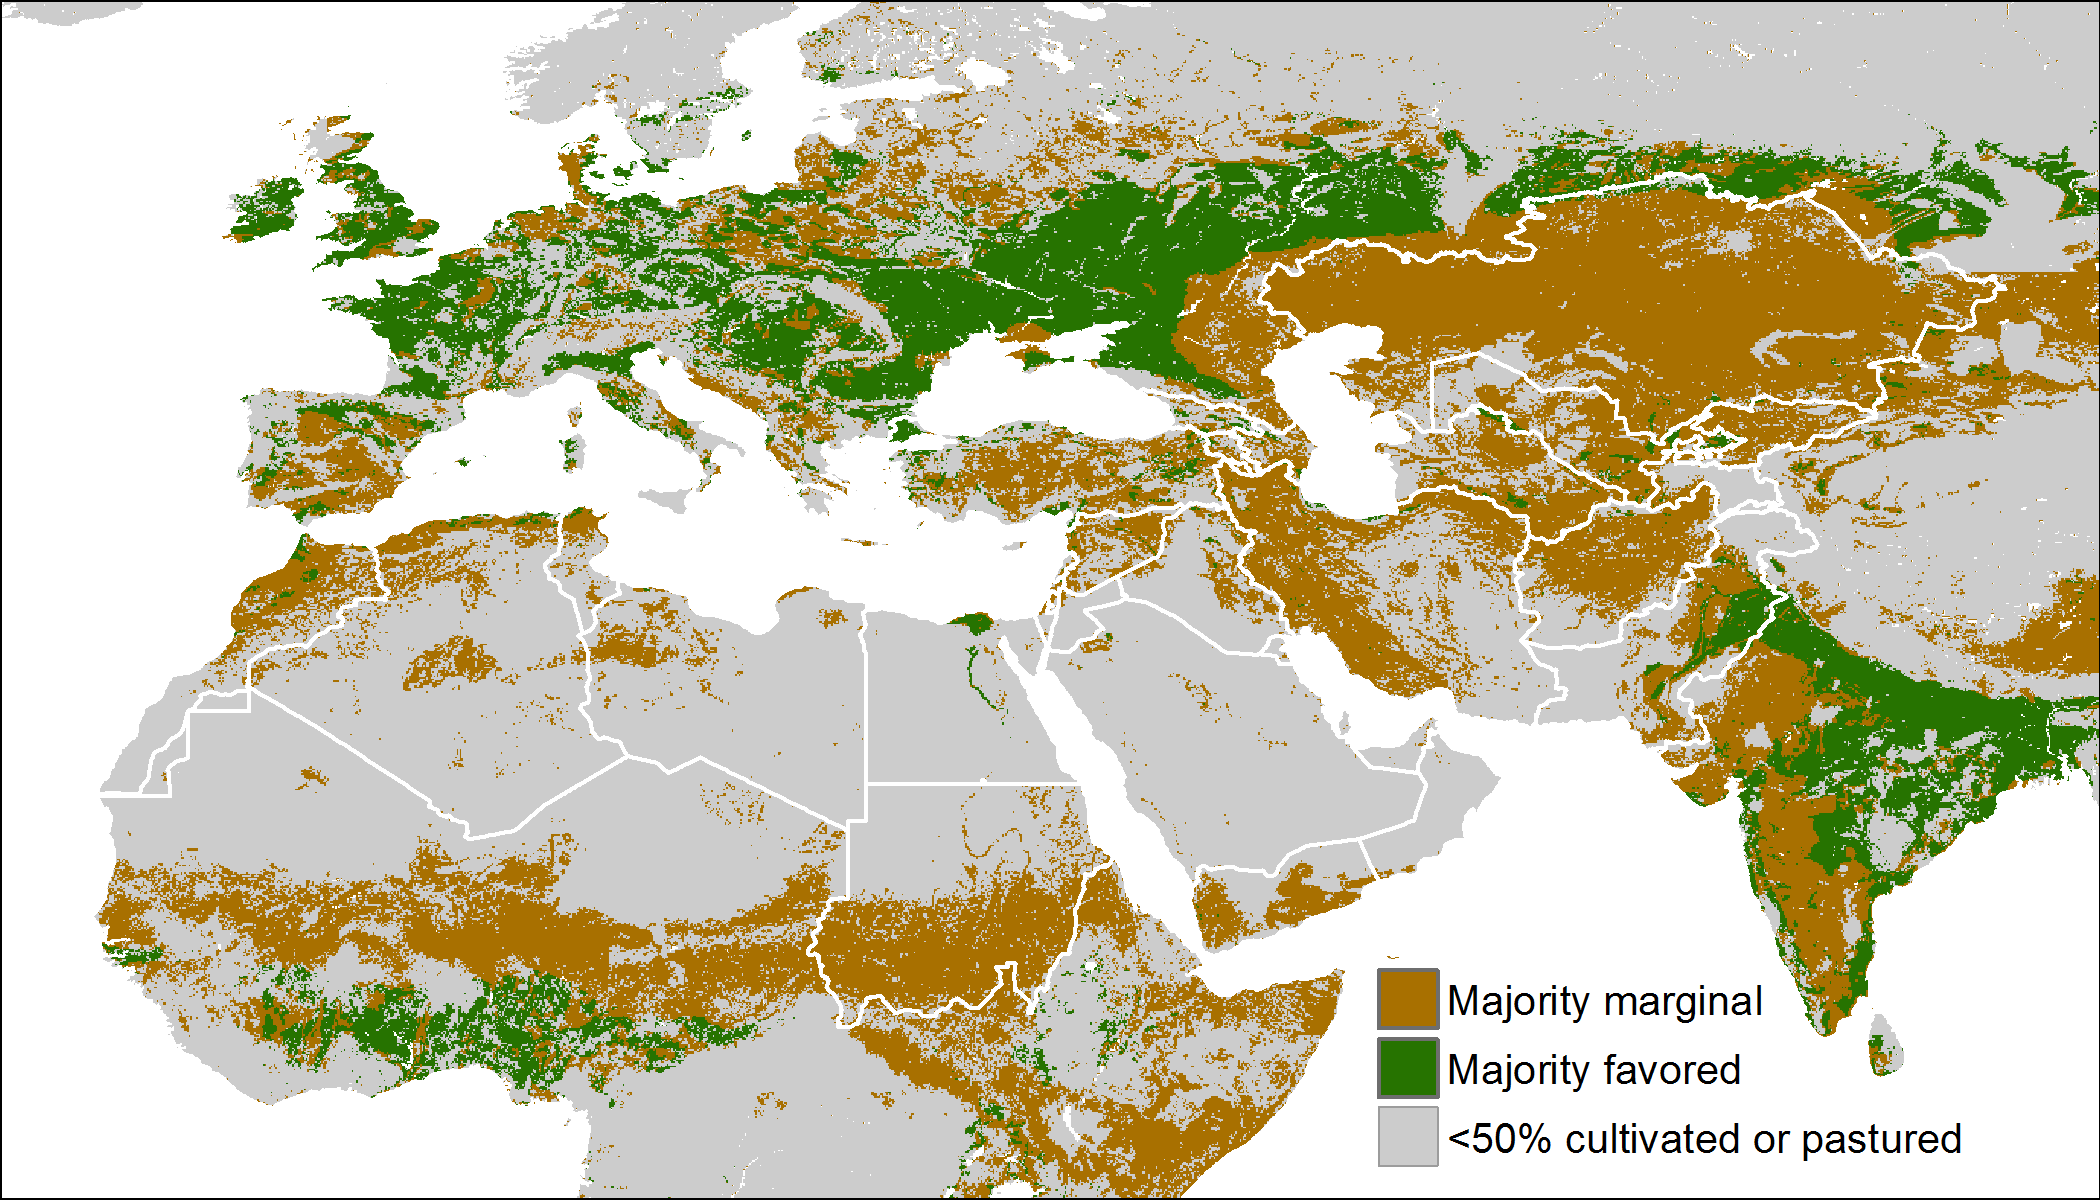 Majority marginal
Majority favored
<50% cultivated or pastured